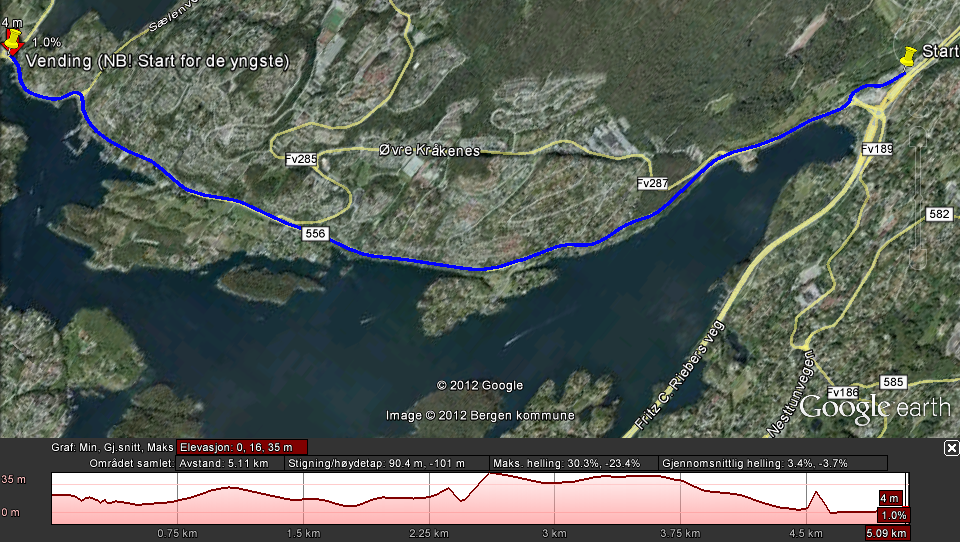 Sælenve
4 m
1.0%
Vending (NB! Start for de yngste)
Start
Øvre Kråkenes
Fv285
Fv189
Fv287
582
556
Fritz C. Riebers veg
Nesttunvegen
© 2012 Google
585
Fv186
Image © 2012 Bergen kommune
Google earth
Graf: Min, Gj.snitt, Maks Elevasjon: 0, 16, 35 m
Området samlet: Avstand. 5.11 km Stigning/høydetap: 90.4 m, -101 m Maks. helling: 30.3%, -23.4% Gjennomsnittlig helling: 3.4%, -3.7%
35 m
4 m
0 m
1.0%
0.75 km 1.5 km 2.25 km 3 km 3.75 km 4.5 km 5.09 km